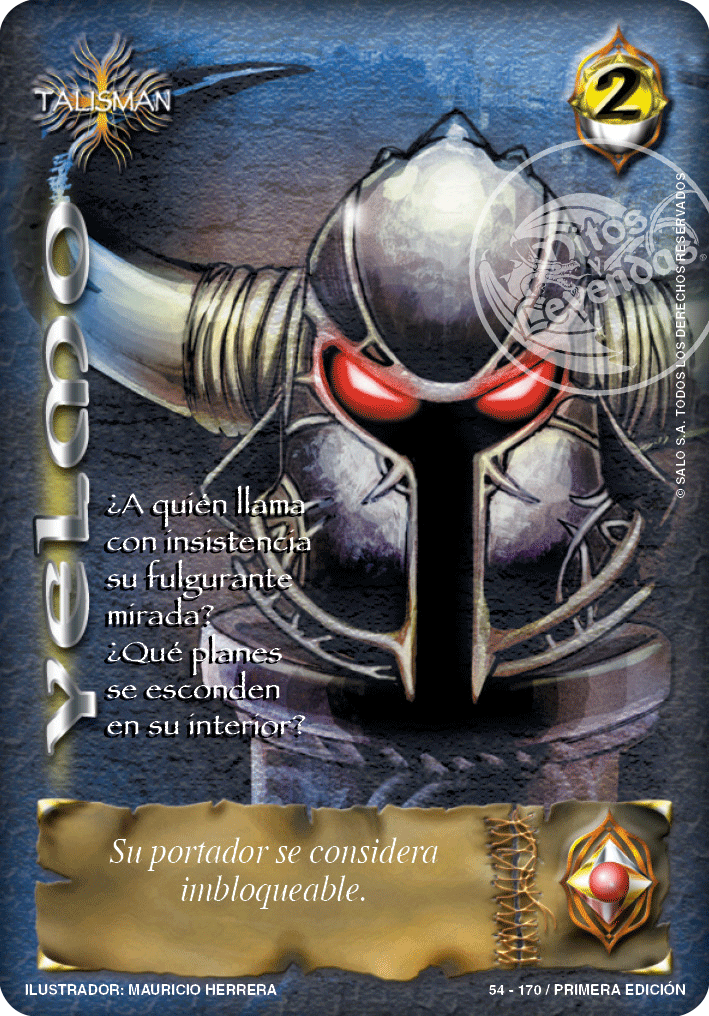 TALISMAN
2
Mitos
Leyendas
®
© SALO S.A. TODOS LOS DERECHOS RESERVADOS
Yelmo
¿A quién llama
con insistencia
su fulgurante
mirada?
¿Qué planes
se esconden
en su interior?
Su portador se considera
imbloqueable.
ILUSTRADOR: MAURICIO HERRERA
54 - 170 / PRIMERA EDICIÓN